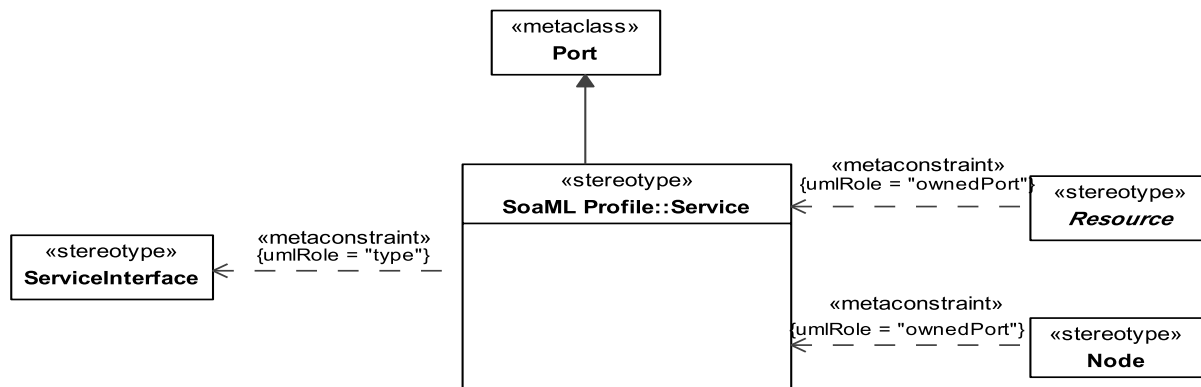 «metaclass»
Port
«stereotype»
SoaML Profile::Service
«metaconstraint»
{umlRole = "ownedPort"}
«stereotype»
Resource
«stereotype»
ServiceInterface
«metaconstraint»
{umlRole = "type"}
«metaconstraint»
{umlRole = "ownedPort"}
«stereotype»
Node